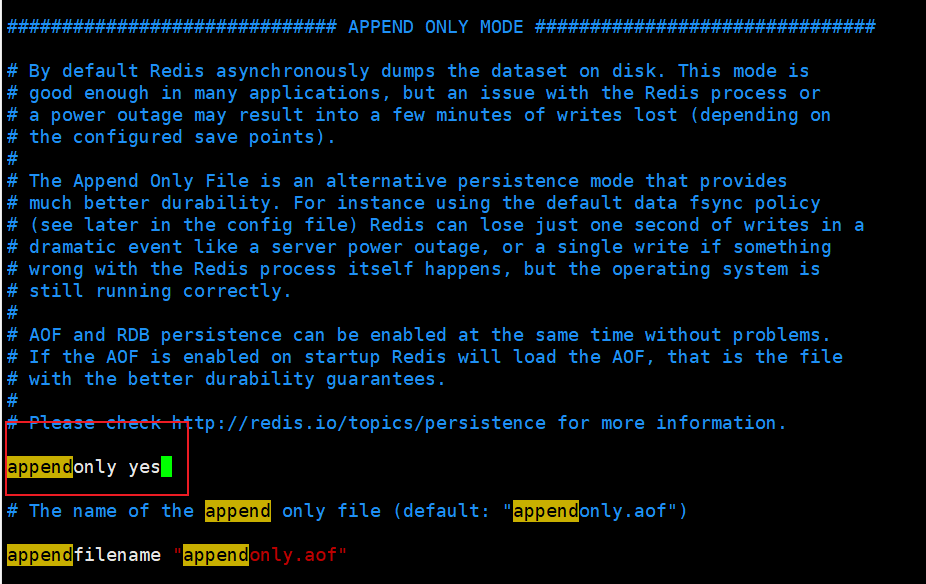 ############################## APPEND ONLY MODE ###############################
# By default Redis asynchronously dumps the dataset on disk. This mode is
# good enough in many applications, but an issue with the Redis process or
# a power outage may result into a few minutes of writes lost (depending on
# the configured save points).
#
# The Append Only File is an alternative persistence mode that provides
# much better durability. For instance using the default data fsync policy
# (see later in the config file) Redis can lose just one second of writes in a
# dramatic event like a server power outage, or a single write if something
# wrong with the Redis process itself happens, but the operating system is
# still running correctly.
#
# AOF and RDB persistence can be enabled at the same time without problems.
# If the AOF is enabled on startup Redis will load the AOF, that is the file
# with the better durability guarantees.
#
# Please check http://redis.io/topics/persistence for more information.
appendonly yes
# The name of the append only file (default: "appendonly.aof")
appendfilename "appendonly.aof"